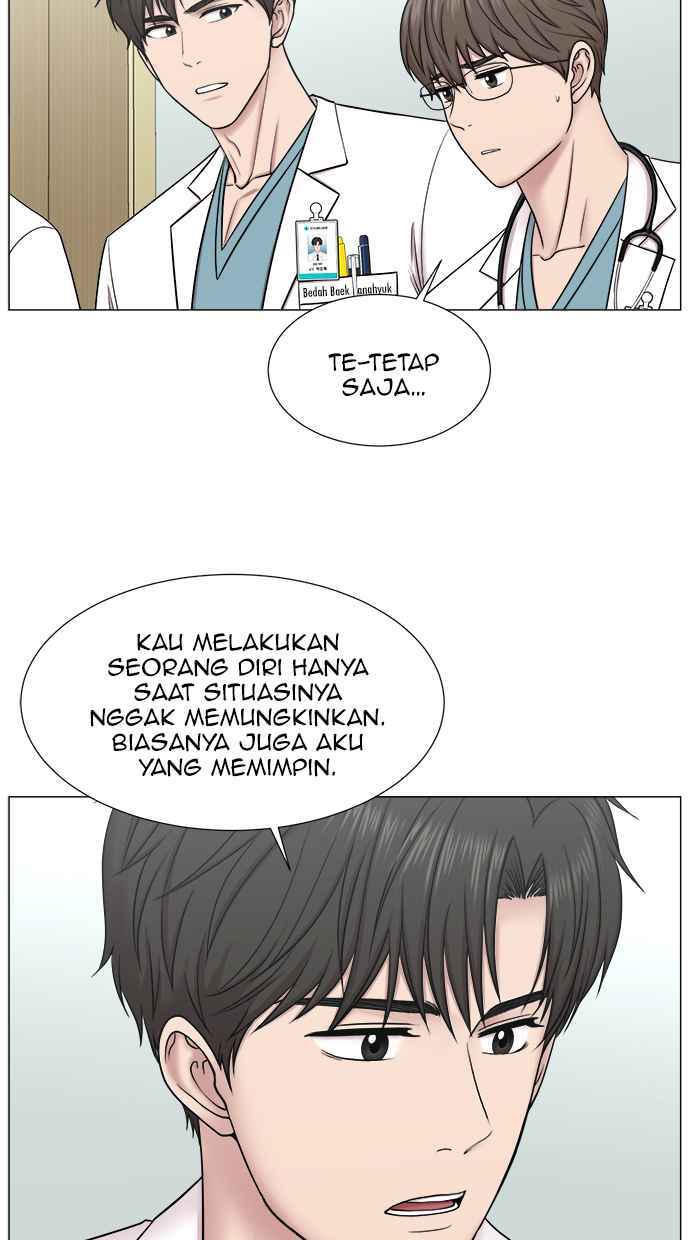 Bedah Baek anghyuk
TE-TETAP
SAJA...
KAU MELAKUKAN
SEORANG DIRI HANYA
SAAT SITUASINYA
NGGAK MEMUNGKINKAN.
BIASANYA JUGA AKU
YANG MEMIMPIN.